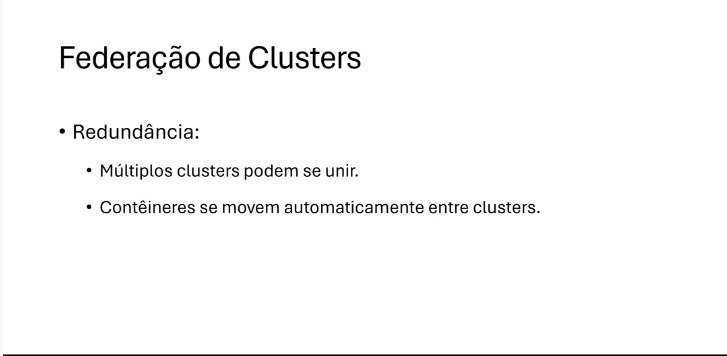 Federação de Clusters
• Redundância:
• Múltiplos clusters podem se unir.
• Contêineres se movem automaticamente entre clusters.